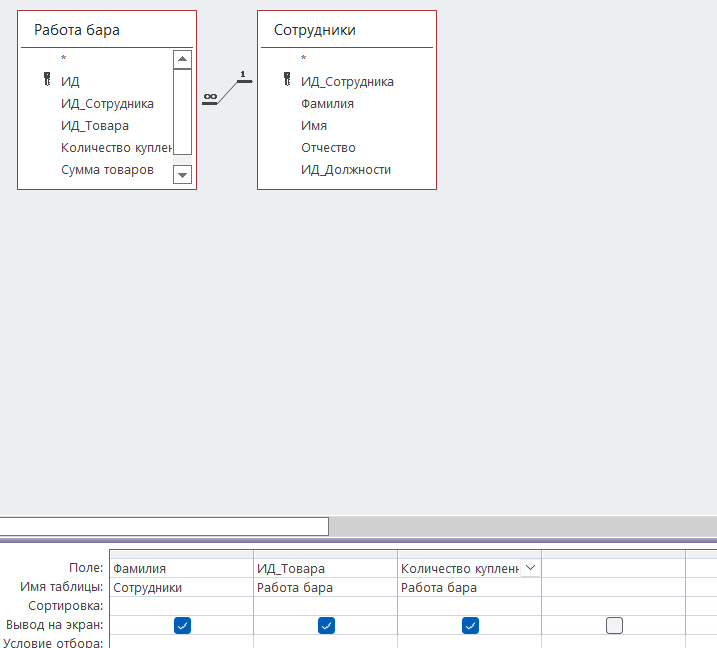 Работа бара
*
ИД
ИД_Сотрудника
ИД_Товара
Количество куплен
Сумма товаров
∞ 1
Сотрудники
*
ИД_Сотрудника
Фамилия
Имя
Отчество
ИД_Должности
Поле: Фамилия ИД_Товара Количество купленн
Имя таблицы: Сотрудники Работа бара Работа бара
Сортировка:
Вывод на экран:
Условие отбора: